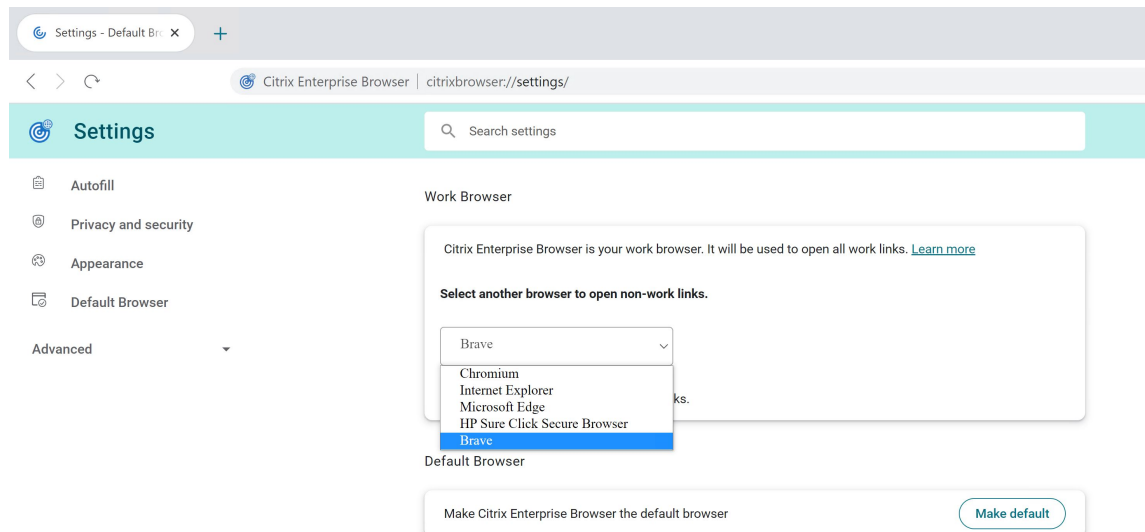 Settings - Default Br
Citrix Enterprise Browser | citrixbrowser://settings/
Settings
Search settings
Autofill
Privacy and security
Appearance
Default Browser
Advanced
Work Browser
Citrix Enterprise Browser is your work browser. It will be used to open all work links. Learn more
Select another browser to open non-work links.
Brave
Chromium
Internet Explorer
Microsoft Edge
HP Sure Click Secure Browser
Brave
ks.
Default Browser
Make Citrix Enterprise Browser the default browser
Make default